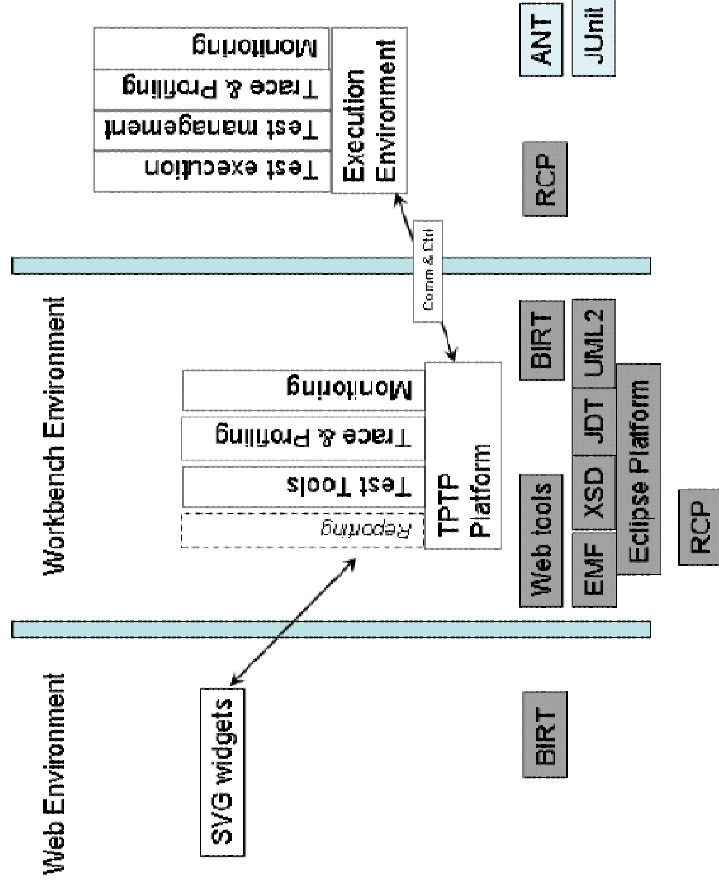 Web Environment
Workbench Environment
SVG widgets
Reporting
Test Tools
Trace & Profiling
Monitoring
TPTP
Platform
Comm & Ctrl
Test execution
Test management
Trace & Profiling
Monitoring
Execution
Environment
BIRT
Web tools
BIRT
RCP
ANT
EMF
XSD
JDT
UML2
JUnit
Eclipse Platform
RCP